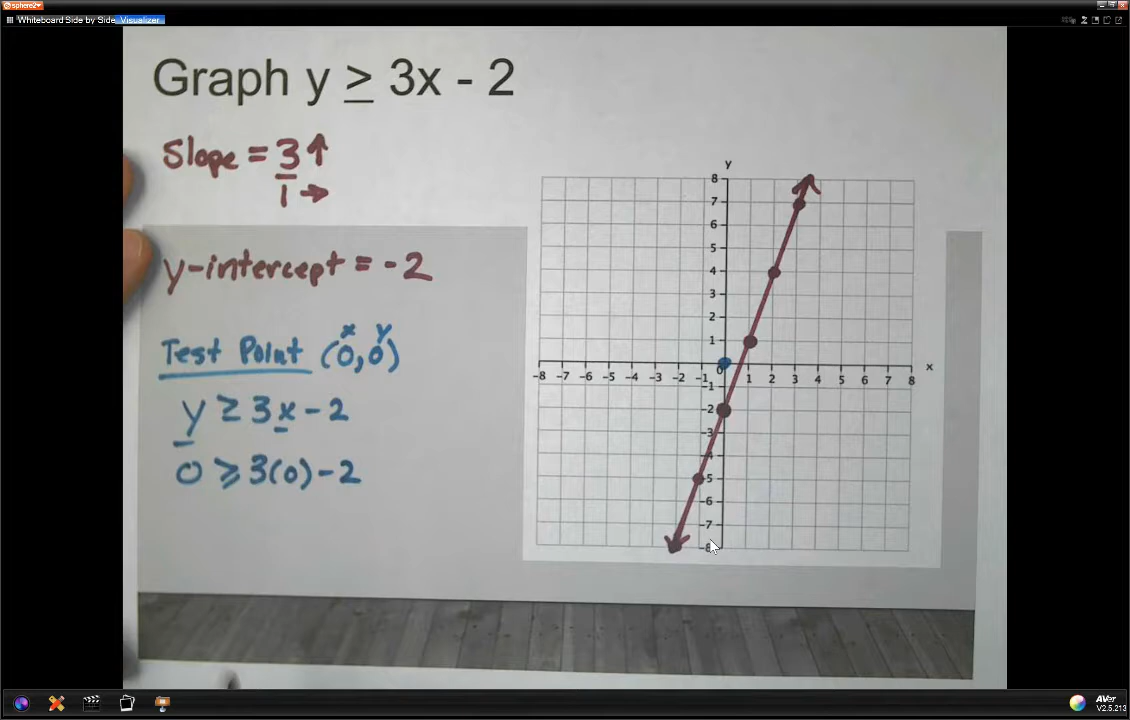 sphere2
Whiteboard Side by Side Visualizer
Graph y ≥ 3x - 2
Slope = 3↑
1 →
y-intercept = -2
x y
Test Point (0,0)
y ≥ 3x - 2
0 ≥ 3(0) - 2
y
8
7
6
5
4
3
2
1
-8 -7 -6 -5 -4 -3 -2 -1 0 1 2 3 4 5 6 7 8 x
-1
-2
-3
-4
-5
-6
-7
-8
AVer
V2.5.213